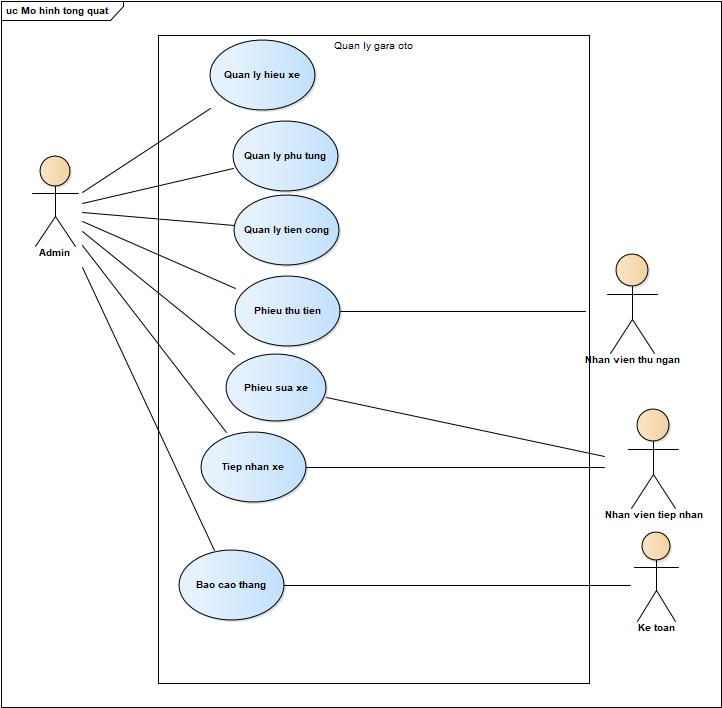 uc Mo hinh tong quat
Quan ly gara oto
Quan ly hieu xe
Quan ly phu tung
Quan ly tien cong
Admin
Phieu thu tien
Nhan vien thu ngan
Phieu sua xe
Tiep nhan xe
Nhan vien tiep nhan
Bao cao thang
Ke toan